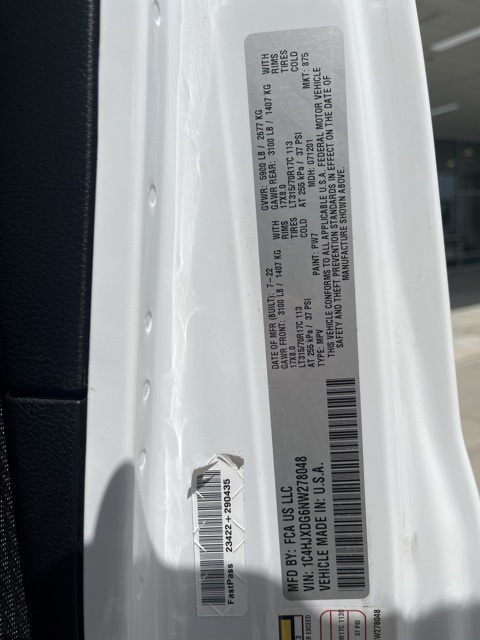 MFD BY: FCA US LLC
VIN: 1C4HJXDG6NW278048
VEHICLE MADE IN: U.S.A.
DATE OF MFR (BUILT): 7-22
GVWR: 5900 LB / 2677 KG
GAWR FRONT: 3100 LB / 1407 KG WITH
17X8.0 RIMS
LT315/70R17C 113 TIRES
AT 255 kPa / 37 PSI COLD
GAWR REAR: 3100 LB / 1407 KG WITH
17X8.0 RIMS
LT315/70R17C 113 TIRES
AT 255 kPa / 37 PSI COLD
TYPE: MPV
PAINT: PW7
MDH: 071201
MKT: 875
THIS VEHICLE CONFORMS TO ALL APPLICABLE U.S.A. FEDERAL MOTOR VEHICLE
SAFETY AND THEFT PREVENTION STANDARDS IN EFFECT ON THE DATE OF
MANUFACTURE SHOWN ABOVE.
FastPass 23422 + 290435
37 PSI
W278048